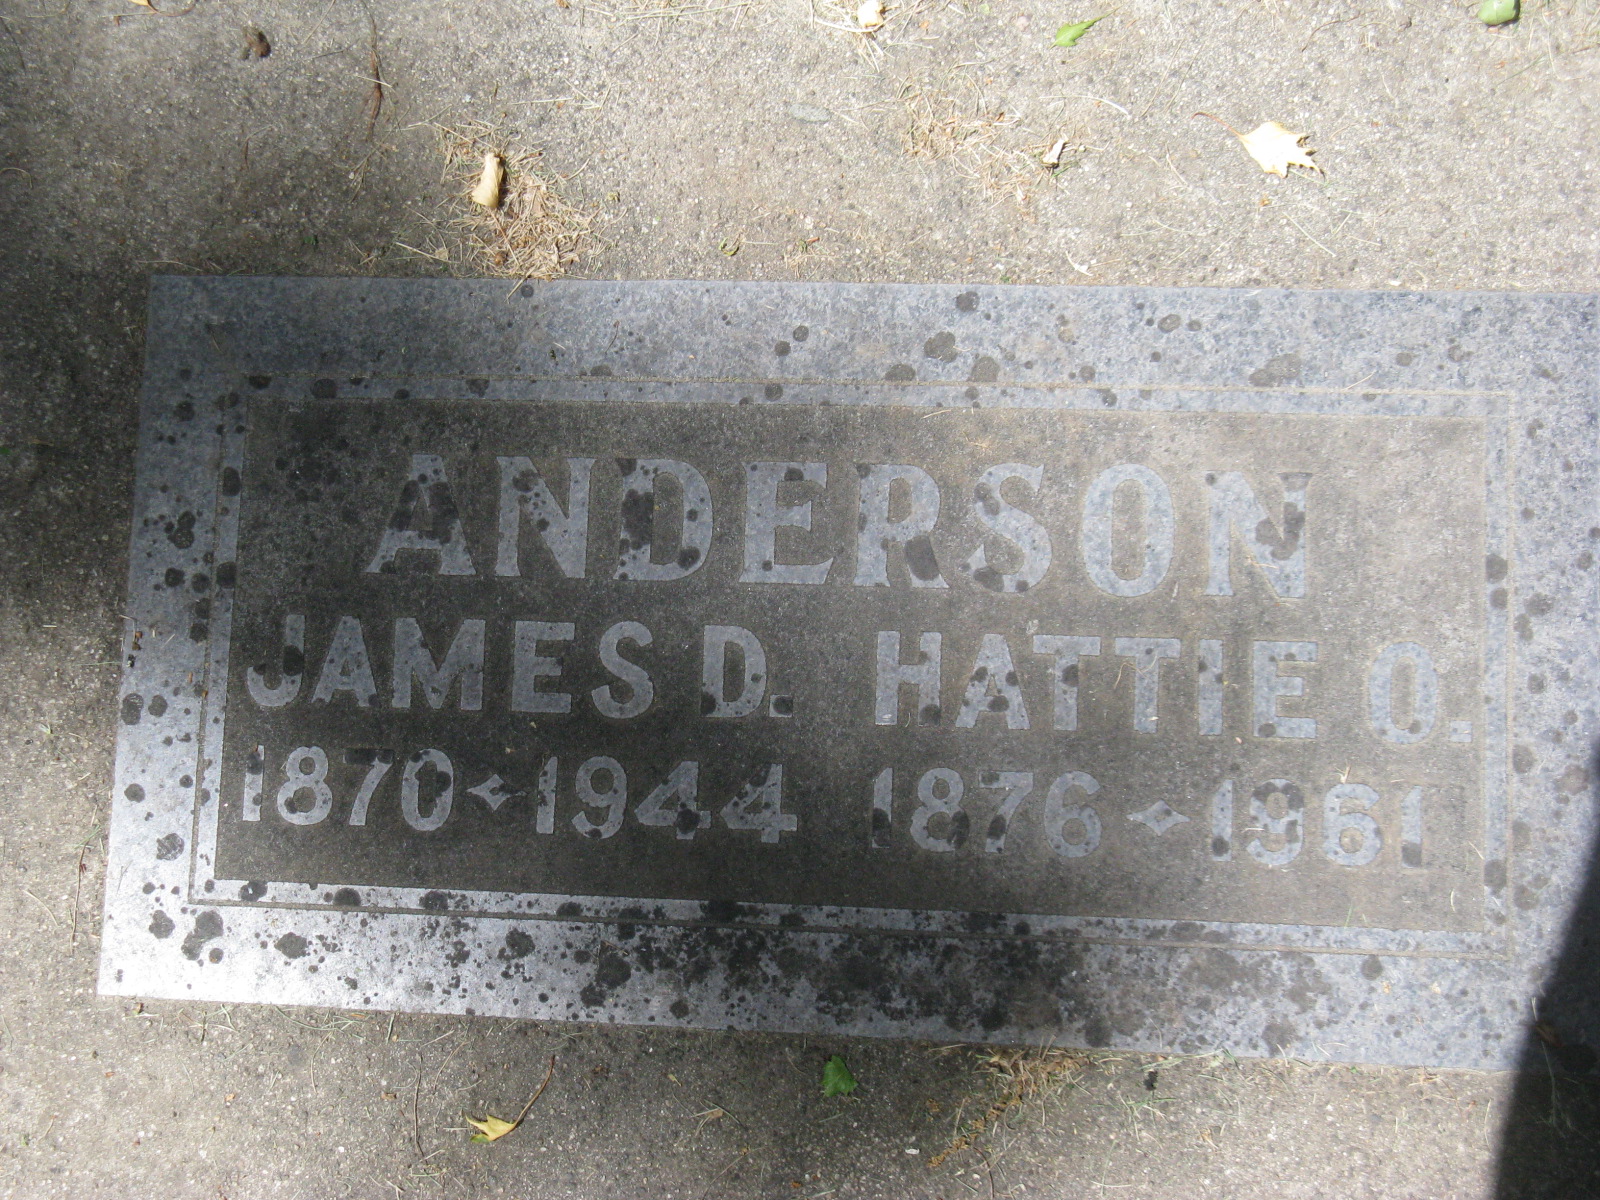 ANDERSON
JAMES D. HATTIE O.
1870 ✦ 1944 1876 ✦ 1961